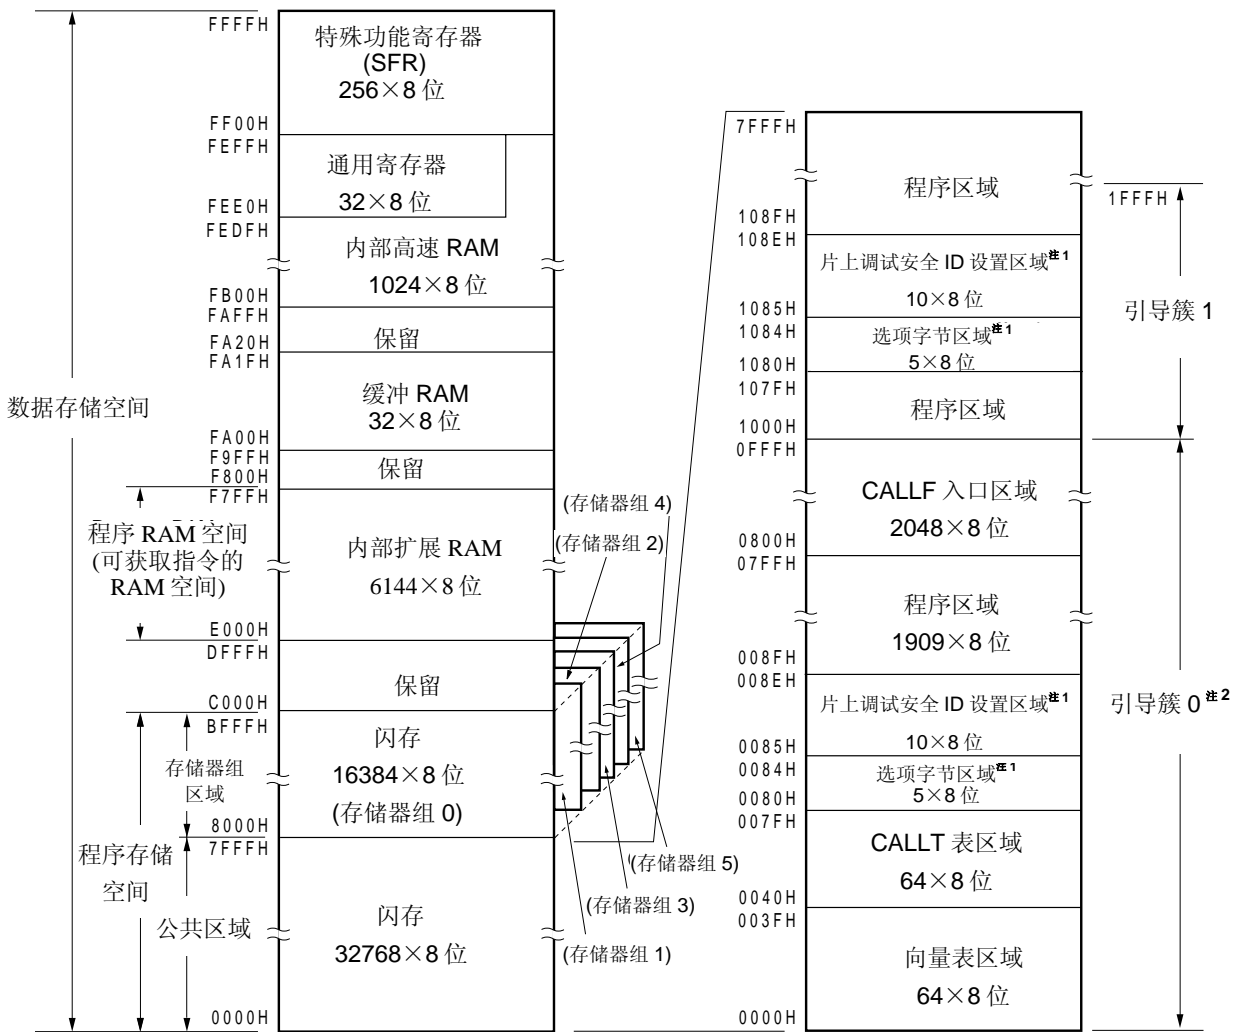 FFFFH
特殊功能寄存器
(SFR)
256×8 位
FF00H
FEFFH
通用寄存器
32×8 位
FEE0H
FEDFH
内部高速 RAM
1024×8 位
FB00H
FAFFH
保留
FA20H
FA1FH
缓冲 RAM
32×8 位
FA00H
F9FFH
保留
F800H
F7FFH
内部扩展 RAM
6144×8 位
E000H
DFFFH
保留
C000H
BFFFH
闪存
16384×8 位
(存储器组 0)
8000H
7FFFH
闪存
32768×8 位
0000H
数据存储空间
程序 RAM 空间
(可获取指令的
RAM 空间)
存储器组
区域
程序存储
空间
公共区域
(存储器组 4)
(存储器组 2)
(存储器组 5)
(存储器组 3)
(存储器组 1)
7FFFH
程序区域
108FH
108EH
片上调试安全 ID 设置区域注1
10×8 位
1085H
1084H
选项字节区域注1
5×8 位
1080H
107FH
程序区域
1000H
0FFFH
CALLF 入口区域
2048×8 位
0800H
07FFH
程序区域
1909×8 位
008FH
008EH
片上调试安全 ID 设置区域注1
10×8 位
0085H
0084H
选项字节区域注1
5×8 位
0080H
007FH
CALLT 表区域
64×8 位
0040H
003FH
向量表区域
64×8 位
0000H
1FFFH
引导簇 1
引导簇 0注2